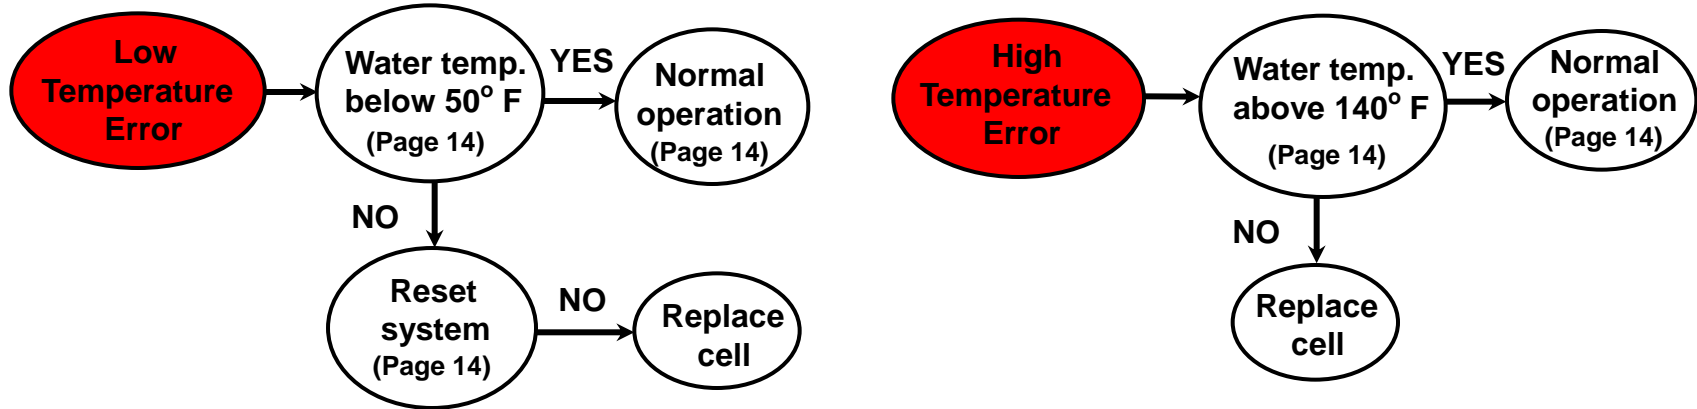 Low
Temperature
Error
Water temp.
below 50° F
(Page 14)
YES
Normal
operation
(Page 14)
NO
Reset
system
(Page 14)
NO
Replace
cell
High
Temperature
Error
Water temp.
above 140° F
(Page 14)
YES
Normal
operation
(Page 14)
NO
Replace
cell